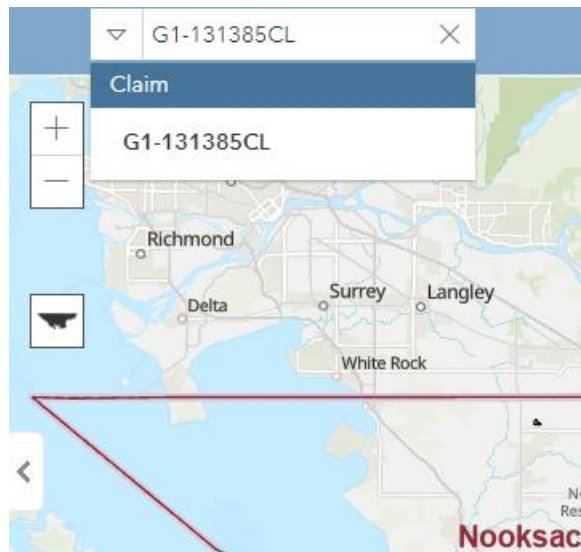 G1-131385CL
Claim
G1-131385CL
Richmond
Surrey
Langley
Delta
White Rock
Nooksac